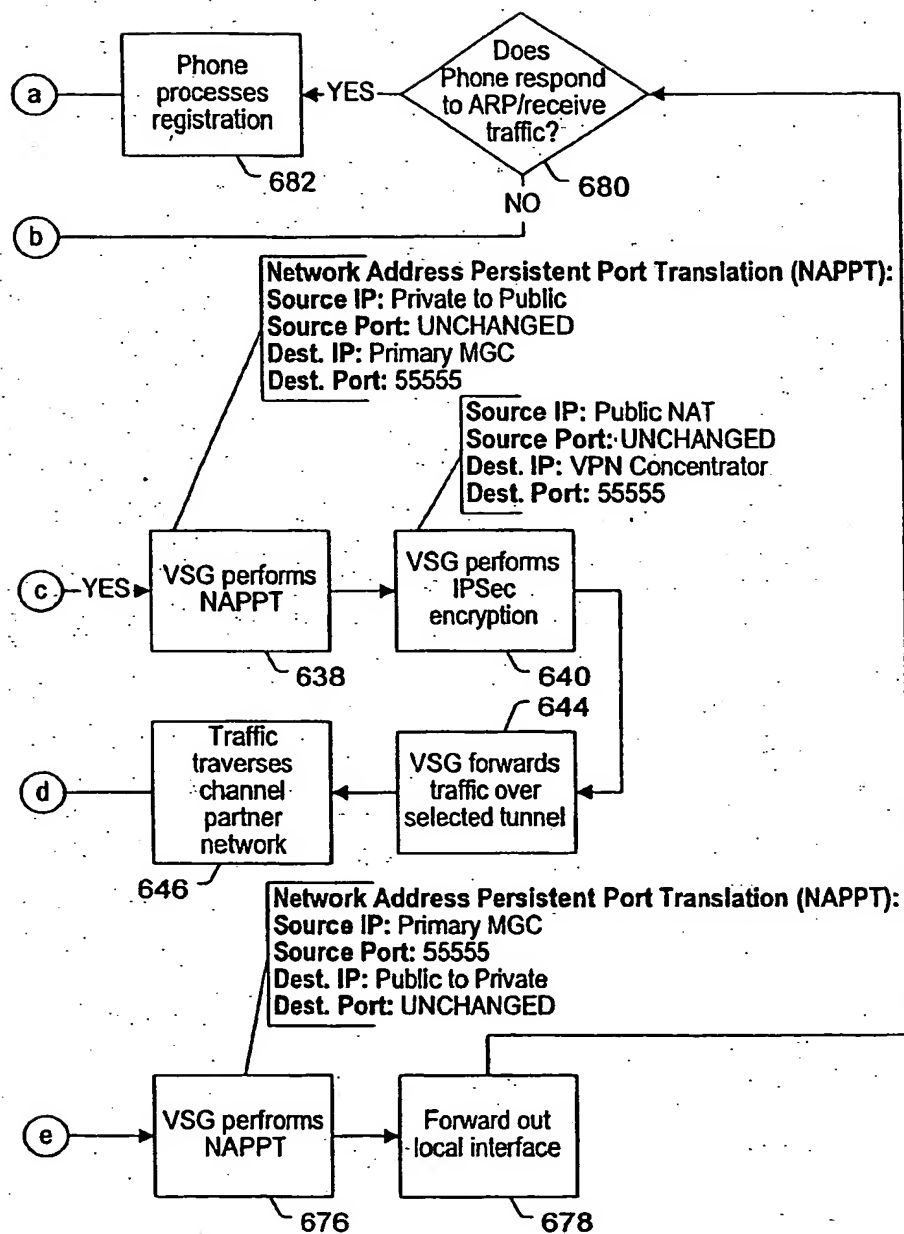 a
Phone
processes
registration
682
YES
Does
Phone respond
to ARP/receive
traffic?
680
NO
b
Network Address Persistent Port Translation (NAPPT):
Source IP: Private to Public
Source Port: UNCHANGED
Dest. IP: Primary MGC
Dest. Port: 55555
Source IP: Public NAT
Source Port: UNCHANGED
Dest. IP: VPN Concentrator
Dest. Port: 55555
c
YES
VSG performs
NAPPT
638
VSG performs
IPSec
encryption
640
644
d
Traffic
traverses
channel
partner
network
646
VSG forwards
traffic over
selected tunnel
Network Address Persistent Port Translation (NAPPT):
Source IP: Primary MGC
Source Port: 55555
Dest. IP: Public to Private
Dest. Port: UNCHANGED
e
VSG perfroms
NAPPT
676
Forward out
local interface
678